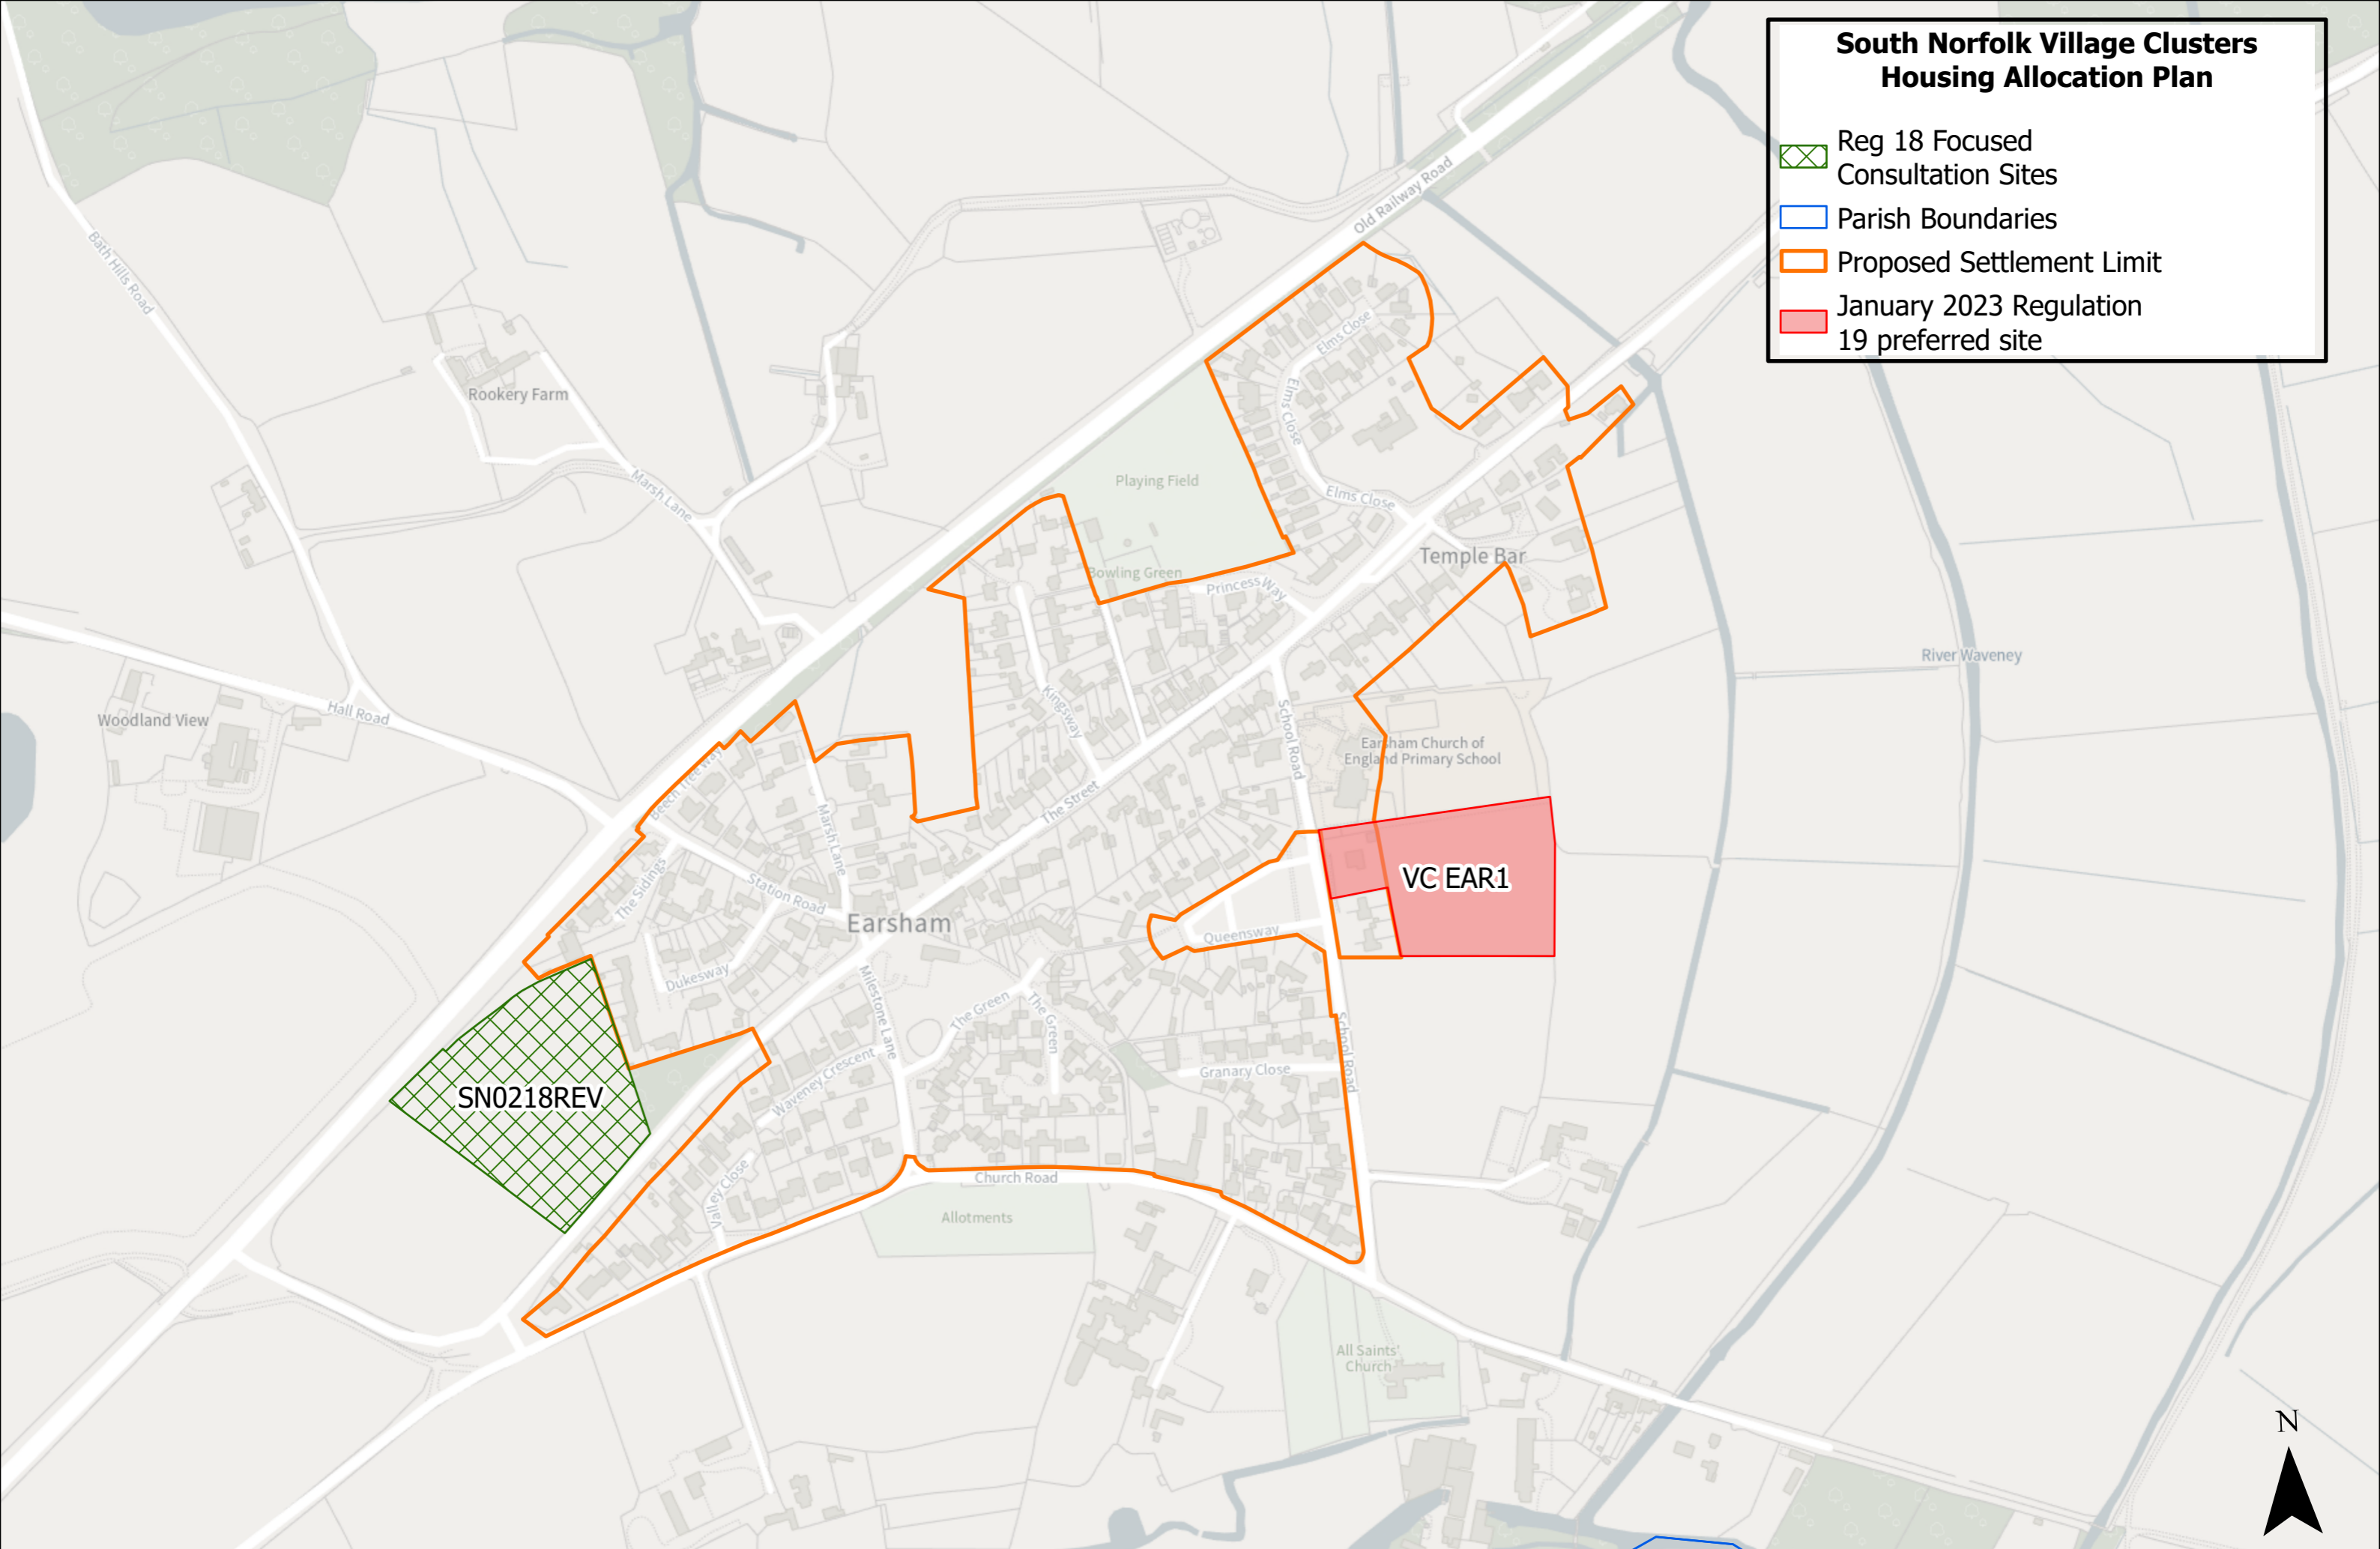 South Norfolk Village Clusters
Housing Allocation Plan
Reg 18 Focused
Consultation Sites
Parish Boundaries
Proposed Settlement Limit
January 2023 Regulation
19 preferred site
Old Railway Road
Bath Hills Road
Rookery Farm
Marsh Lane
Elms Close
Elms Close
Elms Close
Playing Field
Bowling Green
Princess Way
Temple Bar
River Waveney
Woodland View
Hall Road
Kingsway
School Road
Earsham Church of
England Primary School
Beech Tree Way
The Street
Marsh Lane
The Sidings
Station Road
VC EAR1
Earsham
Queensway
Dukesway
Milestone Lane
The Green
The Green
School Road
Granary Close
Waveney Crescent
SN0218REV
Valley Close
Church Road
Allotments
All Saints'
Church
N